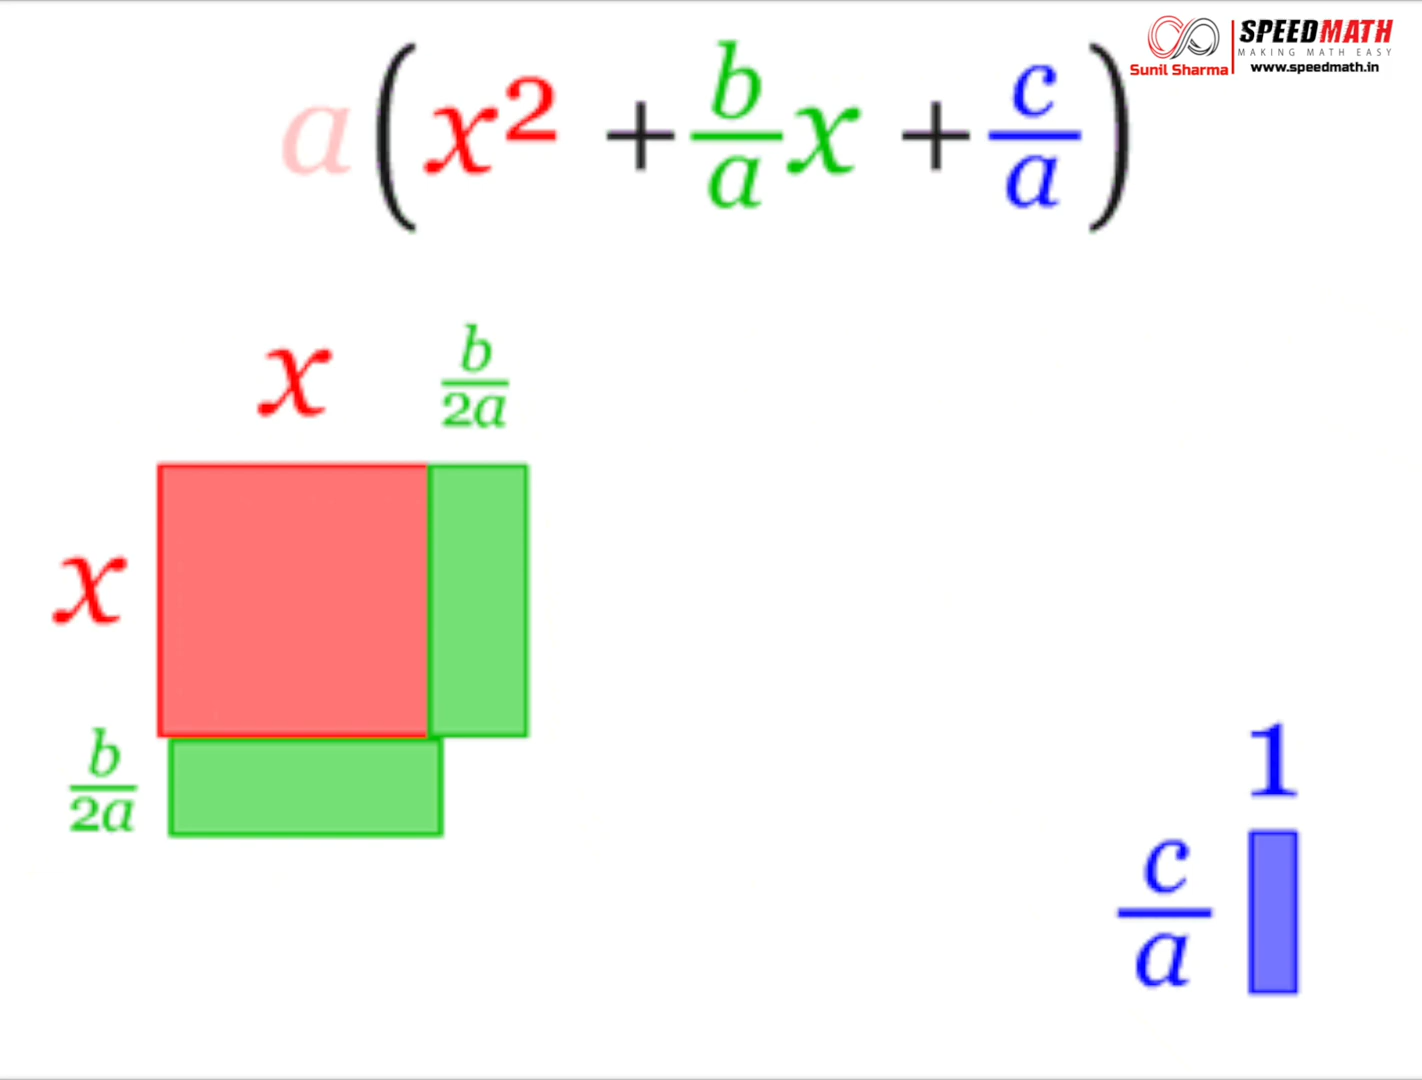 a(x² + b/a x + c/a)
Sunil Sharma
SPEEDMATH
MAKING MATH EASY
www.speedmath.in
x
b/2a
x
b/2a
1
c/a